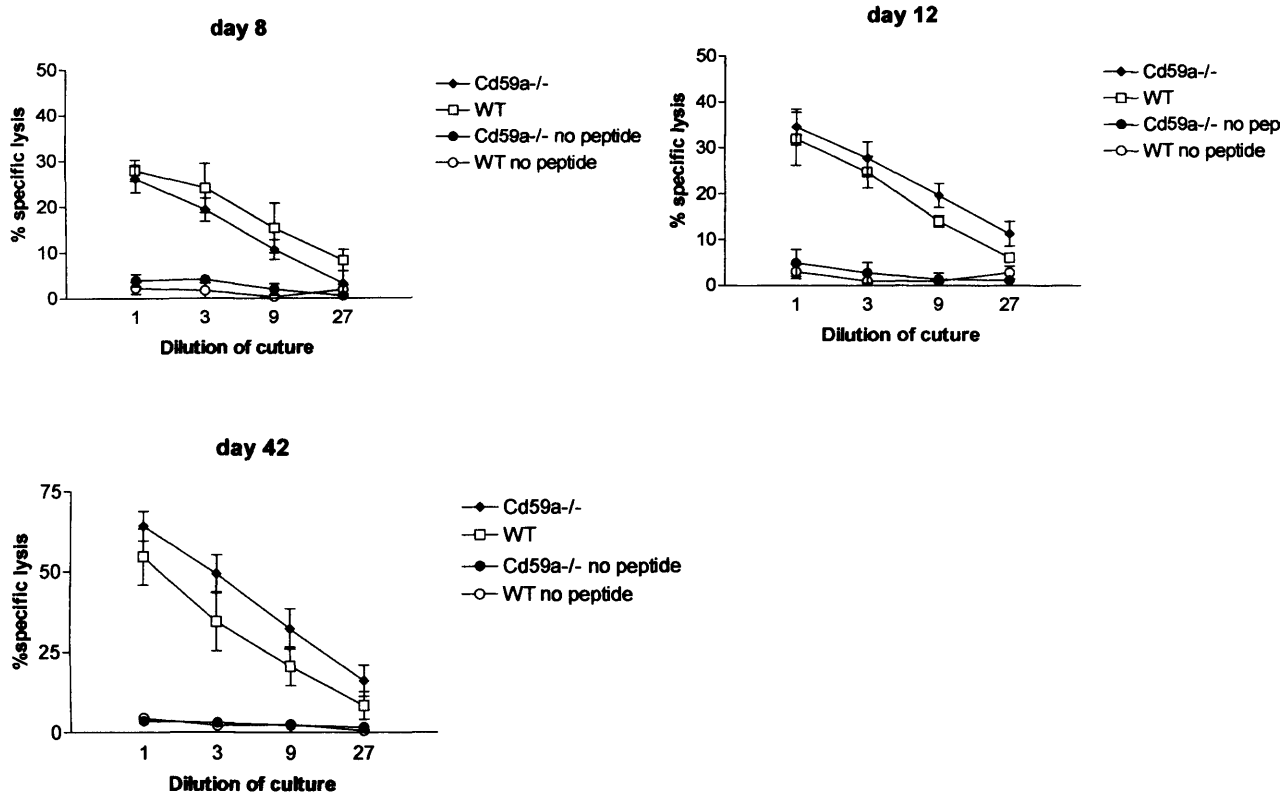 day 8
% specific lysis
50
40
30
20
10
0
1 3 9 27
Dilution of cuture
Cd59a-/-
WT
Cd59a-/- no peptide
WT no peptide
day 12
% specific lysis
50
40
30
20
10
0
1 3 9 27
Dilution of cuture
Cd59a-/-
WT
Cd59a-/- no pep
WT no peptide
day 42
%specific lysis
75
50
25
0
1 3 9 27
Dilution of culture
Cd59a-/-
WT
Cd59a-/- no peptide
WT no peptide